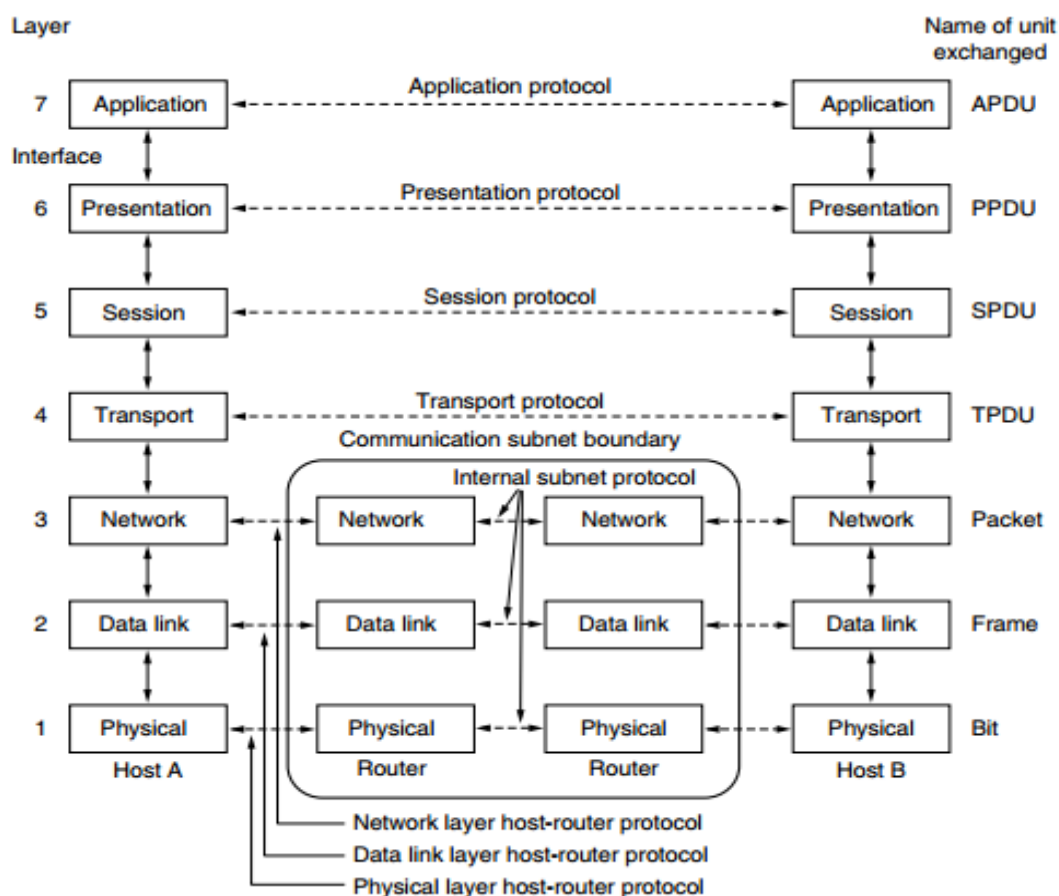 Layer
Name of unit
exchanged
Application protocol
7 Application Application APDU
Interface
Presentation protocol
6 Presentation Presentation PPDU
Session protocol
5 Session Session SPDU
Transport protocol
4 Transport Transport TPDU
Communication subnet boundary
Internal subnet protocol
3 Network Network Network Network Packet
2 Data link Data link Data link Data link Frame
1 Physical Physical Physical Physical Bit
Host A Router Router Host B
Network layer host-router protocol
Data link layer host-router protocol
Physical layer host-router protocol